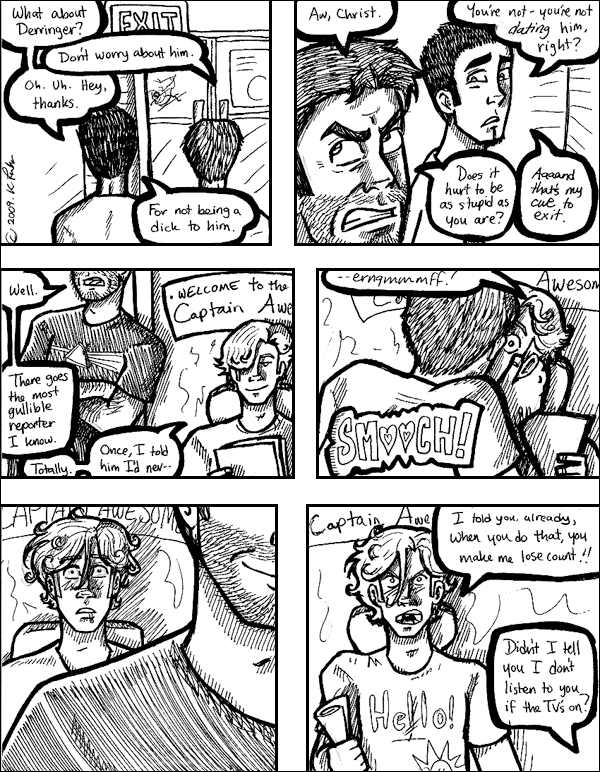 What about
Derringer?
EXIT
Don't worry about him.
Oh. Uh. Hey,
thanks.
For not being a
dick to him.
© 2009. K.
Aw, Christ.
You're not-you're not
dating him,
right?
Does it
hurt to be
as stupid as
you are?
Aaaand
that's my
cue to
exit.
Well.
There goes
the most
gullible
reporter
I know.
Totally.
Once, I told
him I'd nev--
• WELCOME to the
Captain Awe
--erngmmmff!
Awesom
SMOOCH!
CAPTAIN AWESOM
Captain Awe
I told you, already,
when you do that, you
make me lose count!!
Hello!
Didn't I tell
you I don't
listen to you
if the TV's on?